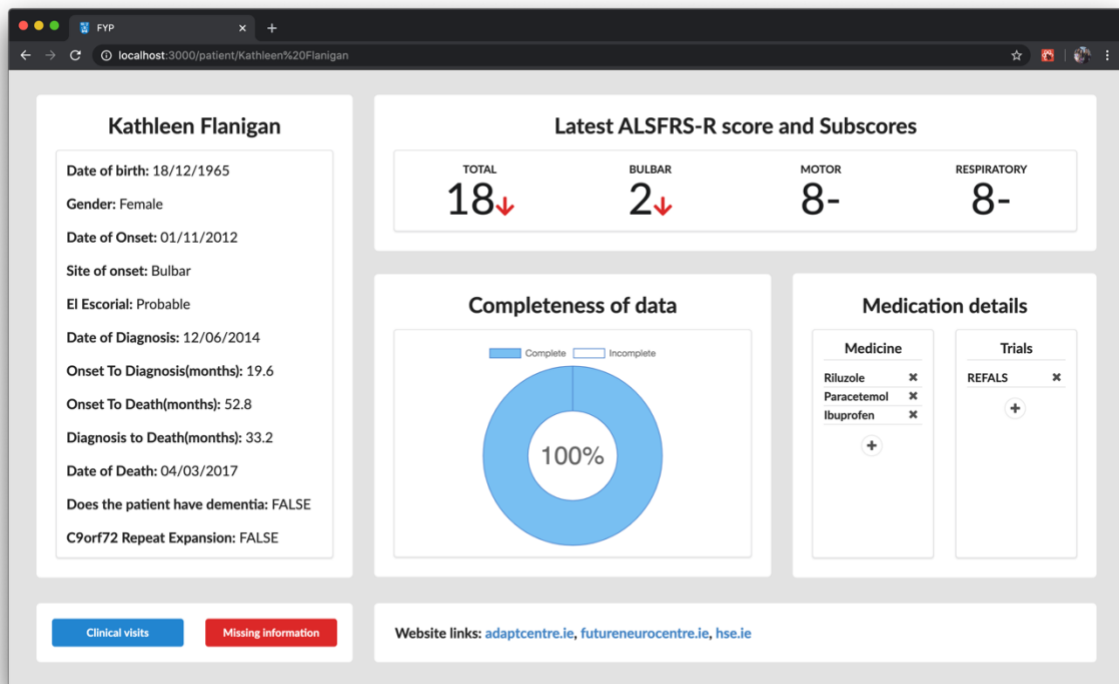 FYP
localhost:3000/patient/Kathleen%20Flanigan
Kathleen Flanigan
Date of birth: 18/12/1965
Gender: Female
Date of Onset: 01/11/2012
Site of onset: Bulbar
El Escorial: Probable
Date of Diagnosis: 12/06/2014
Onset To Diagnosis(months): 19.6
Onset To Death(months): 52.8
Diagnosis to Death(months): 33.2
Date of Death: 04/03/2017
Does the patient have dementia: FALSE
C9orf72 Repeat Expansion: FALSE
Clinical visits
Missing information
Latest ALSFRS-R score and Subscores
TOTAL BULBAR MOTOR RESPIRATORY
18↓ 2↓ 8- 8-
Completeness of data
Complete Incomplete
100%
Medication details
Medicine
Riluzole
Paracetemol
Ibuprofen
Trials
REFALS
Website links: adaptcentre.ie, futureneurocentre.ie, hse.ie